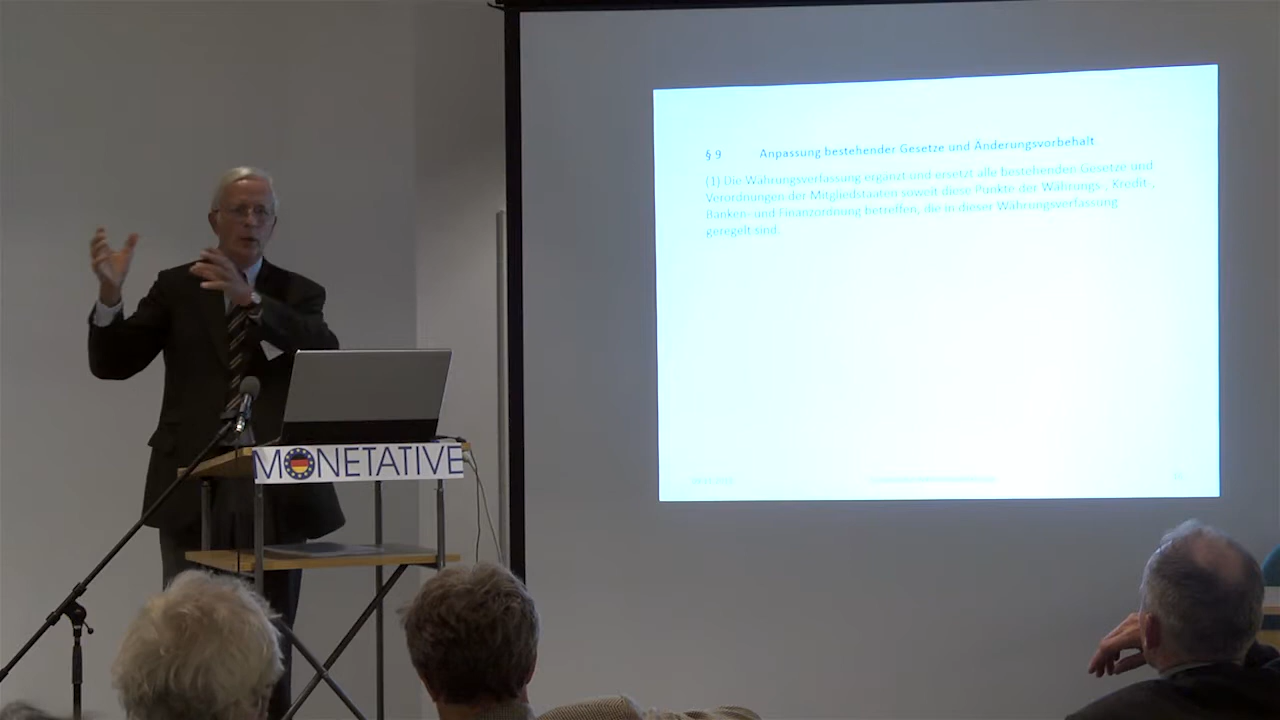 MONETATIVE
§ 9 Anpassung bestehender Gesetze und Änderungsvorbehalt
(1) Die Währungsverfassung ergänzt und ersetzt alle bestehenden Gesetze und
Verordnungen der Mitgliedstaaten soweit diese Punkte der Währungs-, Kredit-,
Banken- und Finanzordnung betreffen, die in dieser Währungsverfassung
geregelt sind.